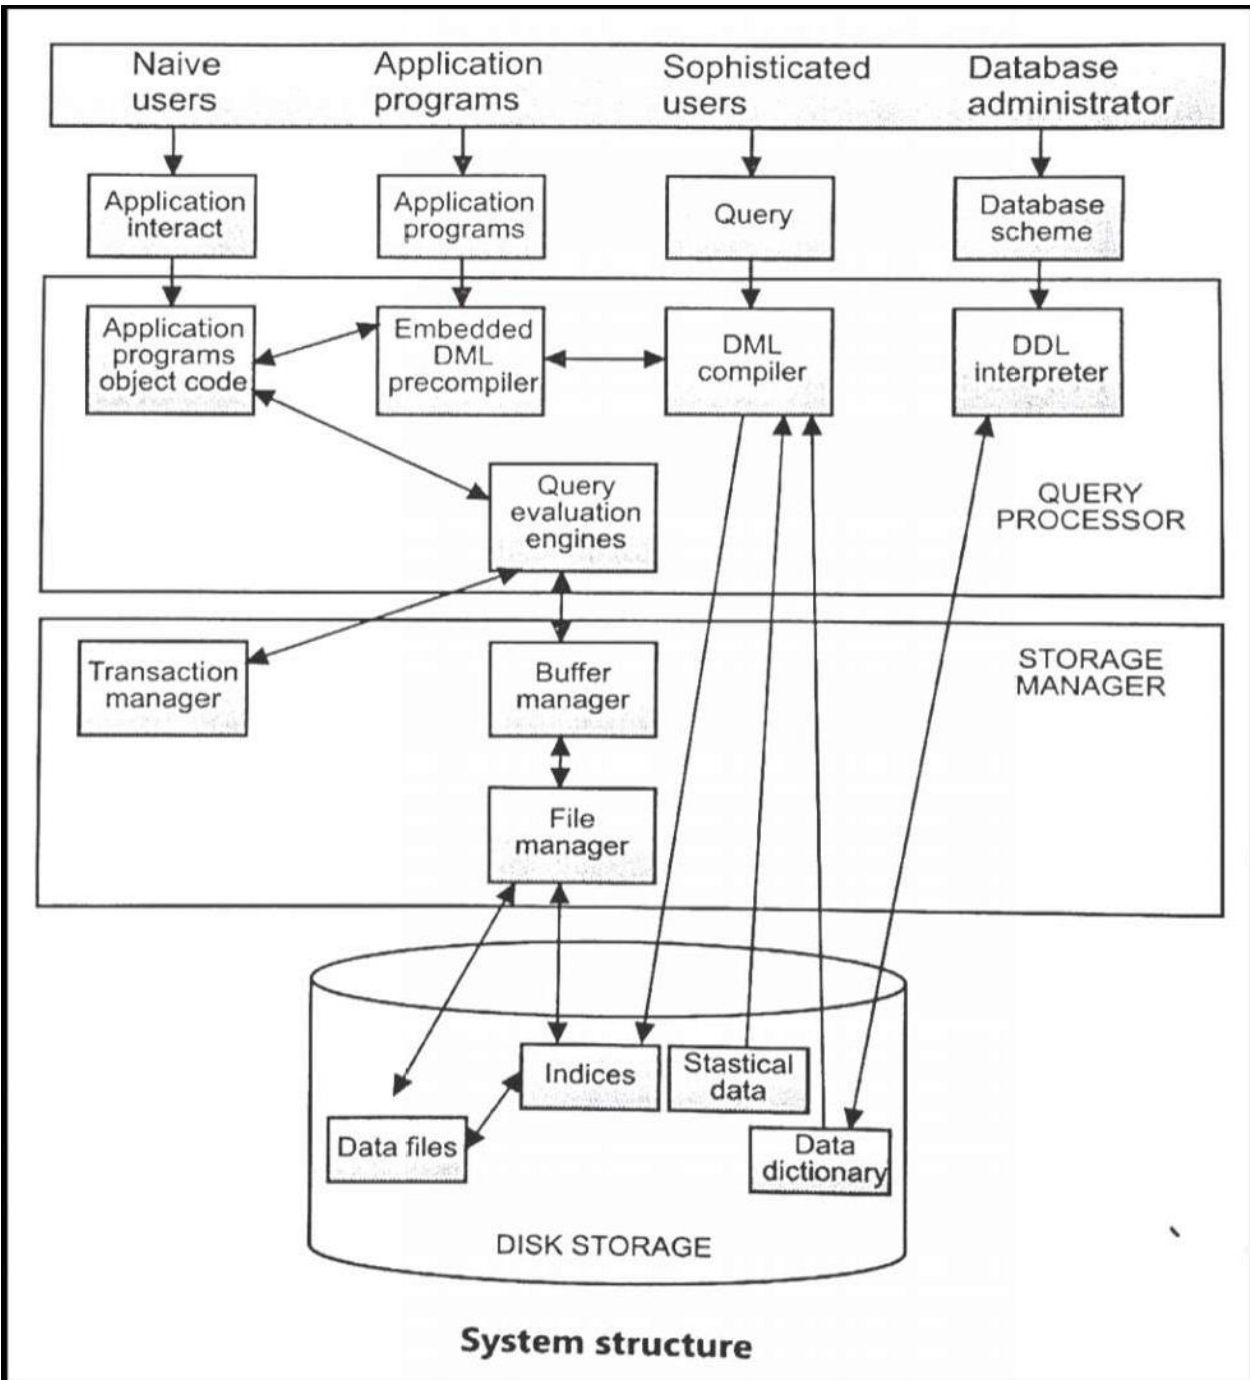 Naive
users
Application
programs
Sophisticated
users
Database
administrator
Application
interact
Application
programs
Query
Database
scheme
Application
programs
object code
Embedded
DML
precompiler
DML
compiler
DDL
interpreter
Query
evaluation
engines
QUERY
PROCESSOR
Transaction
manager
Buffer
manager
STORAGE
MANAGER
File
manager
Indices
Stastical
data
Data files
Data
dictionary
DISK STORAGE
System structure